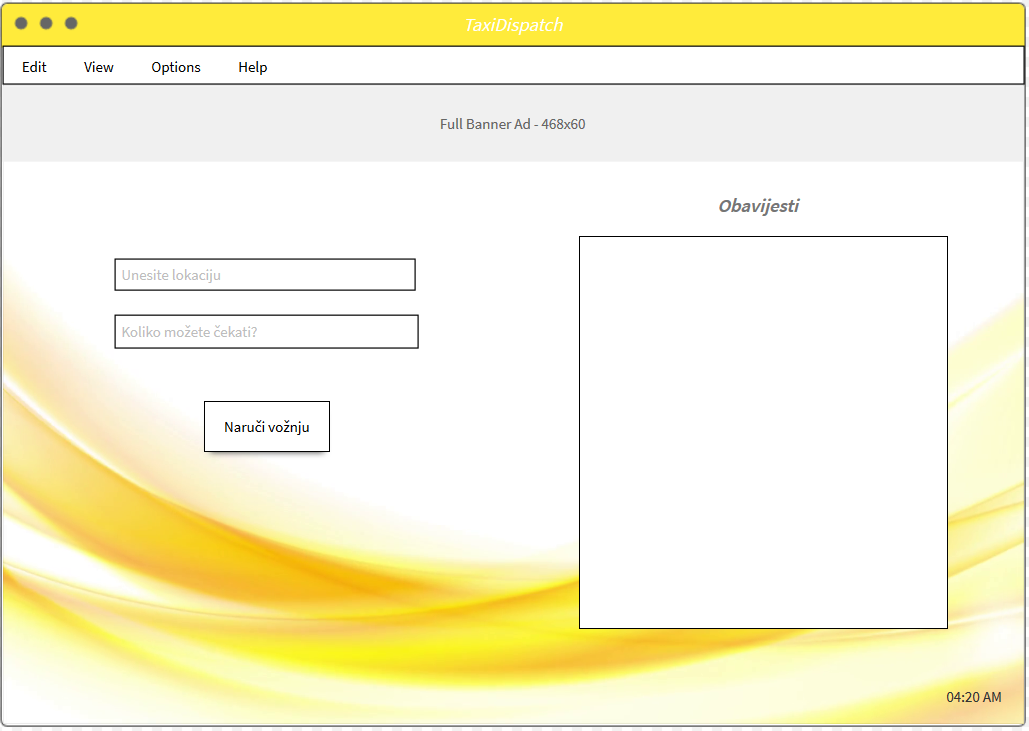 TaxiDispatch
Edit View Options Help
Full Banner Ad - 468x60
Obavijesti
Unesite lokaciju
Koliko možete čekati?
Naruči vožnju
04:20 AM